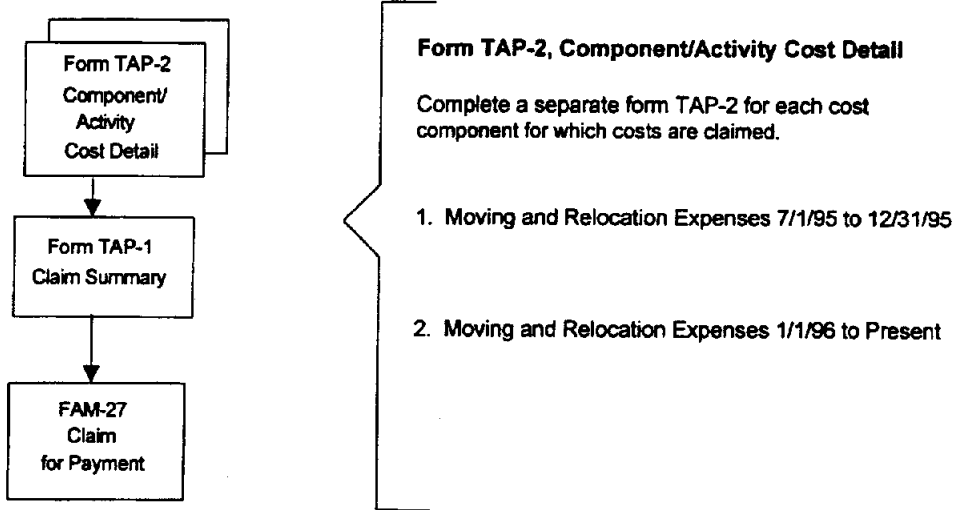 Form TAP-2
Component/
Activity
Cost Detail
Form TAP-1
Claim Summary
FAM-27
Claim
for Payment
Form TAP-2, Component/Activity Cost Detail
Complete a separate form TAP-2 for each cost
component for which costs are claimed.
1. Moving and Relocation Expenses 7/1/95 to 12/31/95
2. Moving and Relocation Expenses 1/1/96 to Present